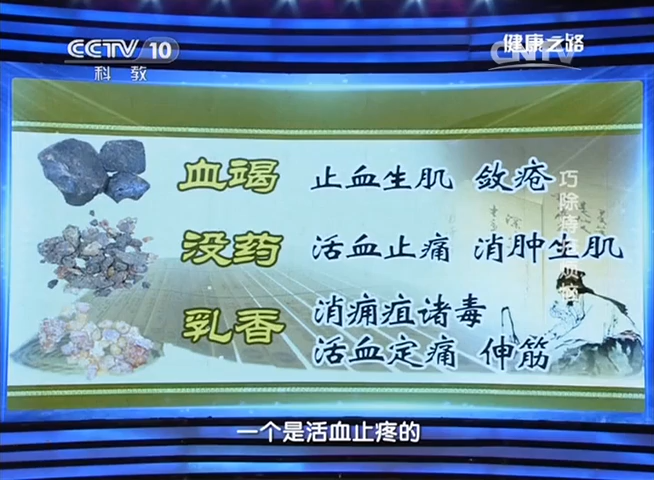 CCTV 10
科教
健康之路
CNTV
血竭 止血生肌 敛疮
没药 活血止痛 消肿生肌
乳香 消痈疽诸毒
活血定痛 伸筋
一个是活血止疼的